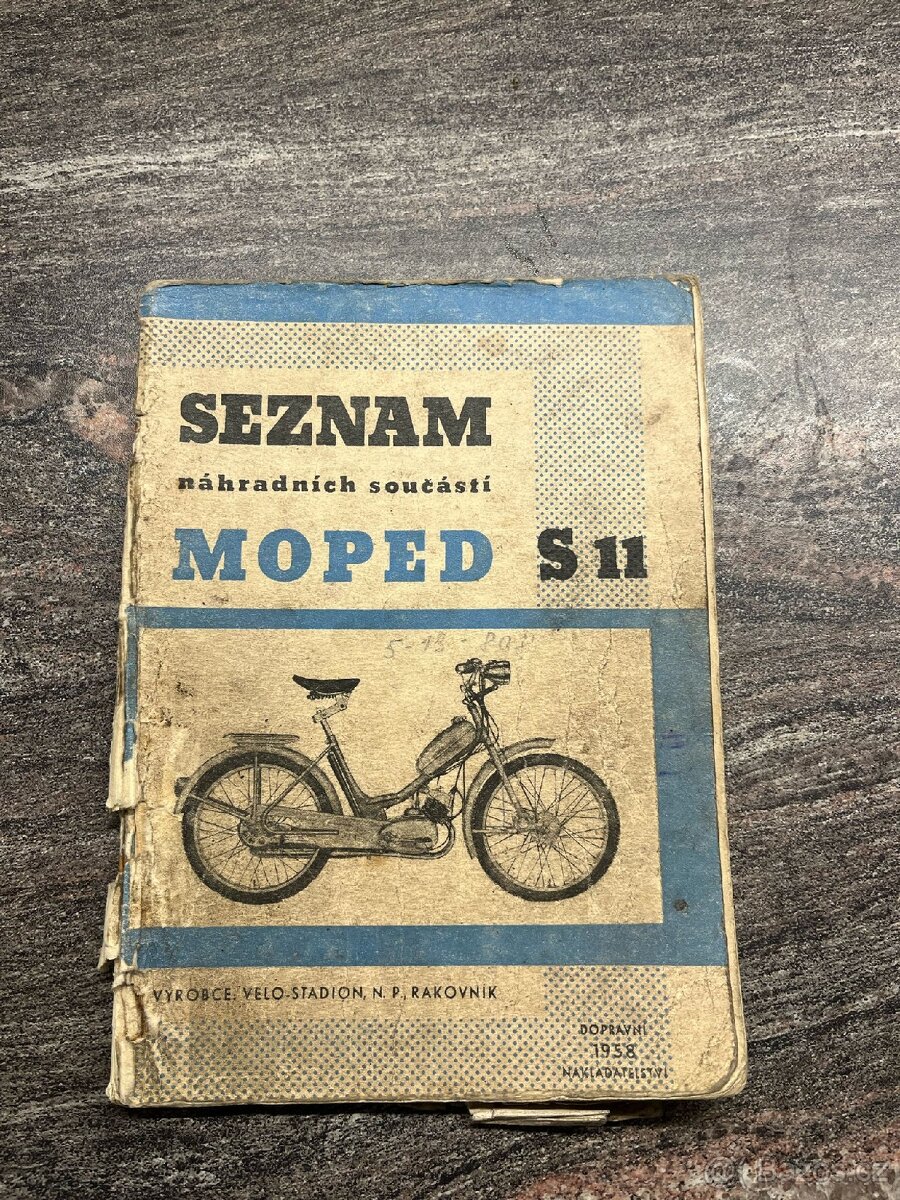 SEZNAM
náhradních součástí
MOPED S 11
VÝROBCE: VELO-STADION, N. P., RAKOVNÍK
DOPRAVNÍ
1958
NAKLADATELSTVÍ